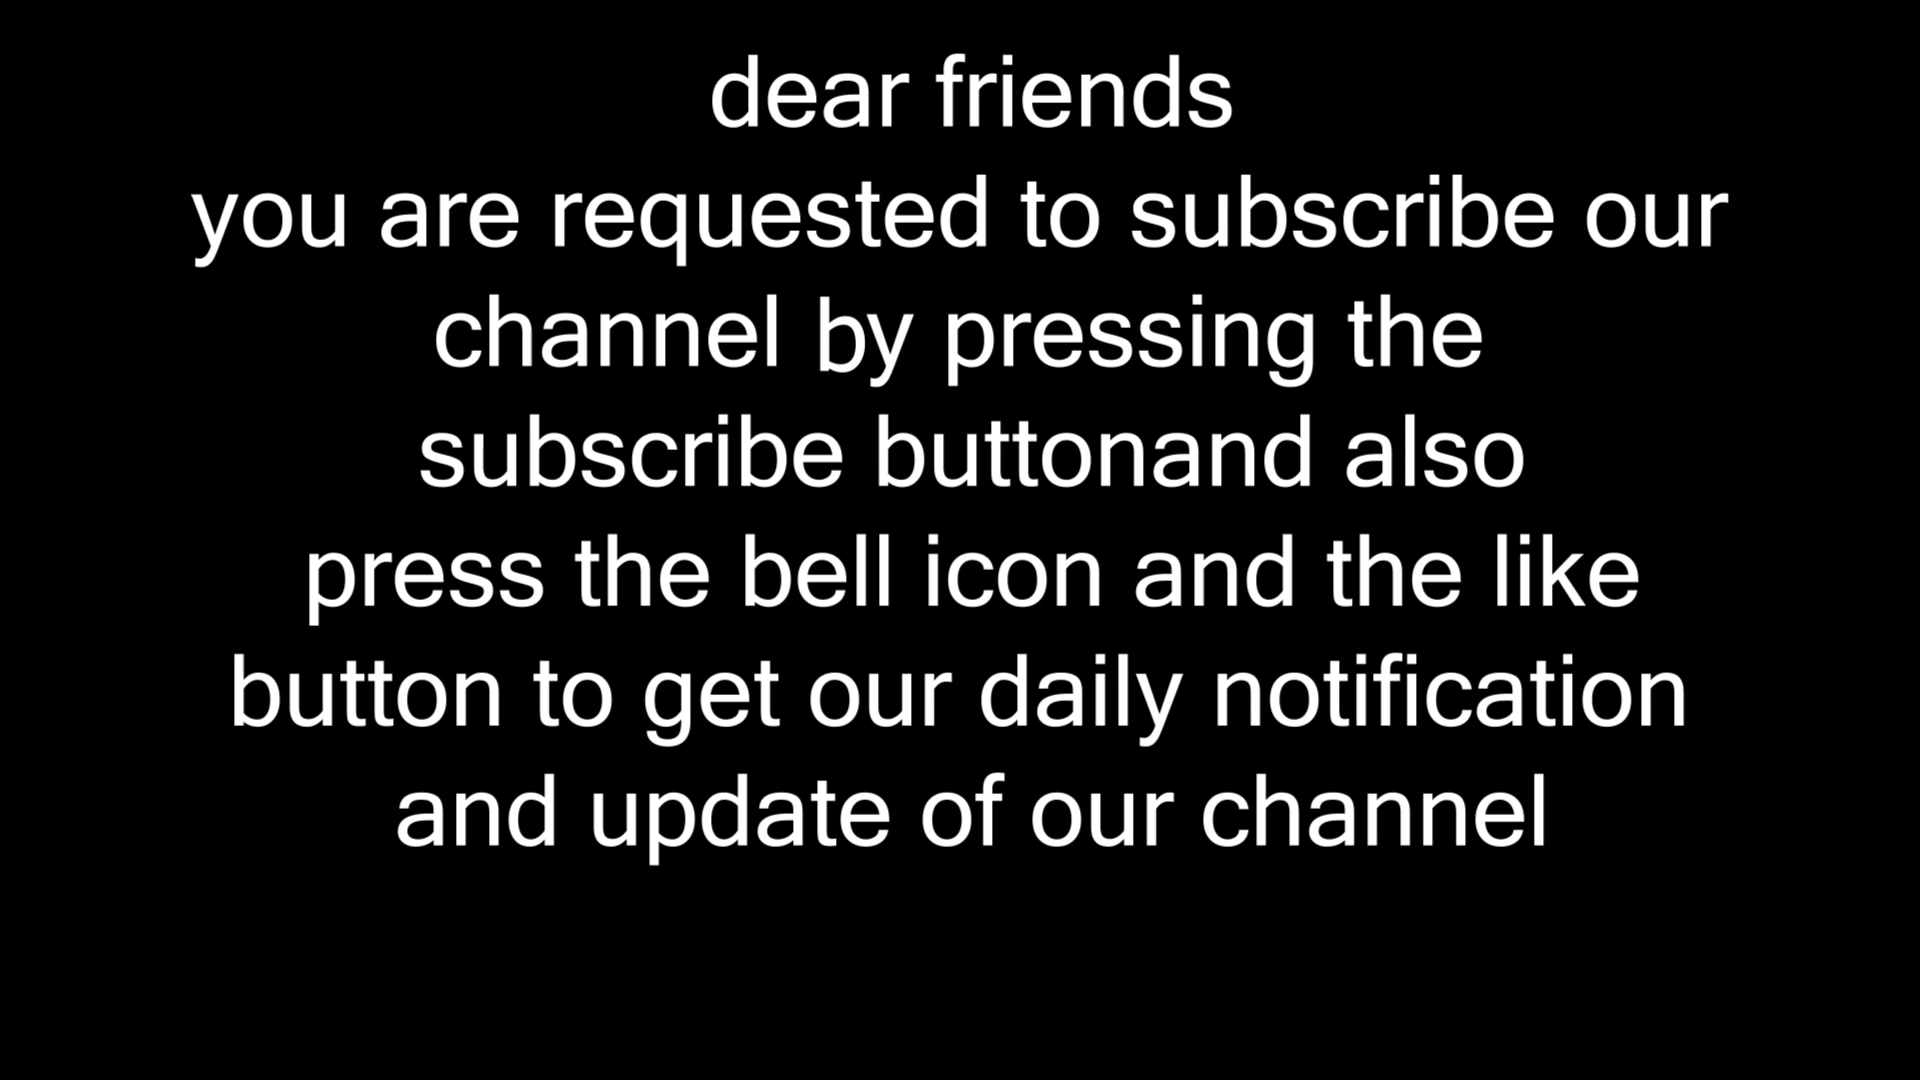 dear friends
you are requested to subscribe our
channel by pressing the
subscribe buttonand also
press the bell icon and the like
button to get our daily notification
and update of our channel